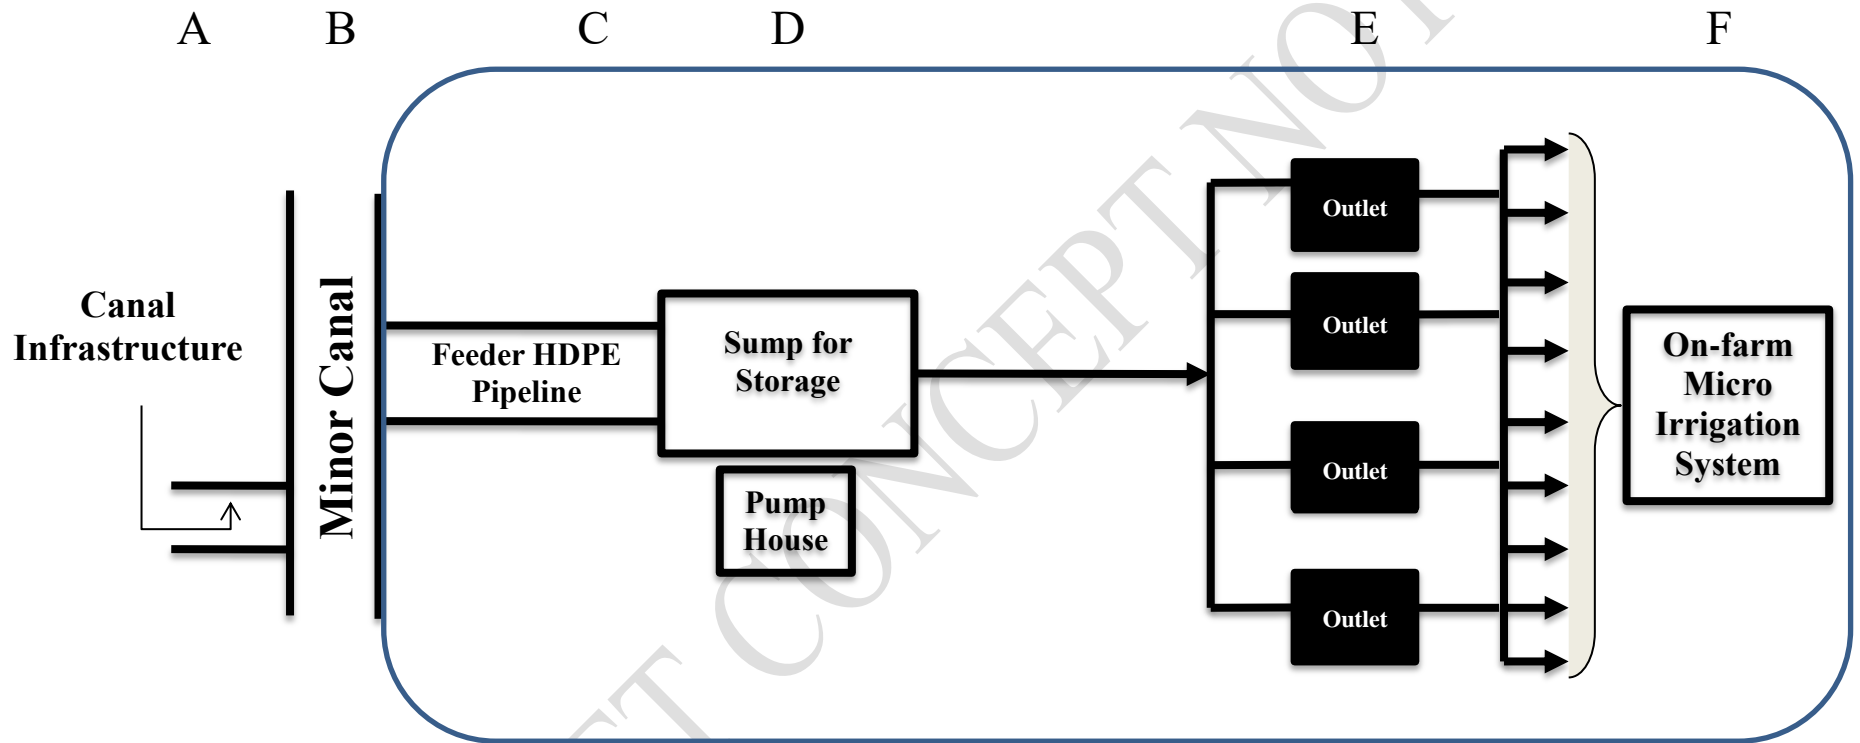 A B C D E F
Canal
Infrastructure
Minor Canal
Feeder HDPE
Pipeline
Sump for
Storage
Pump
House
Outlet
Outlet
Outlet
Outlet
On-farm
Micro
Irrigation
System
CONCEPT